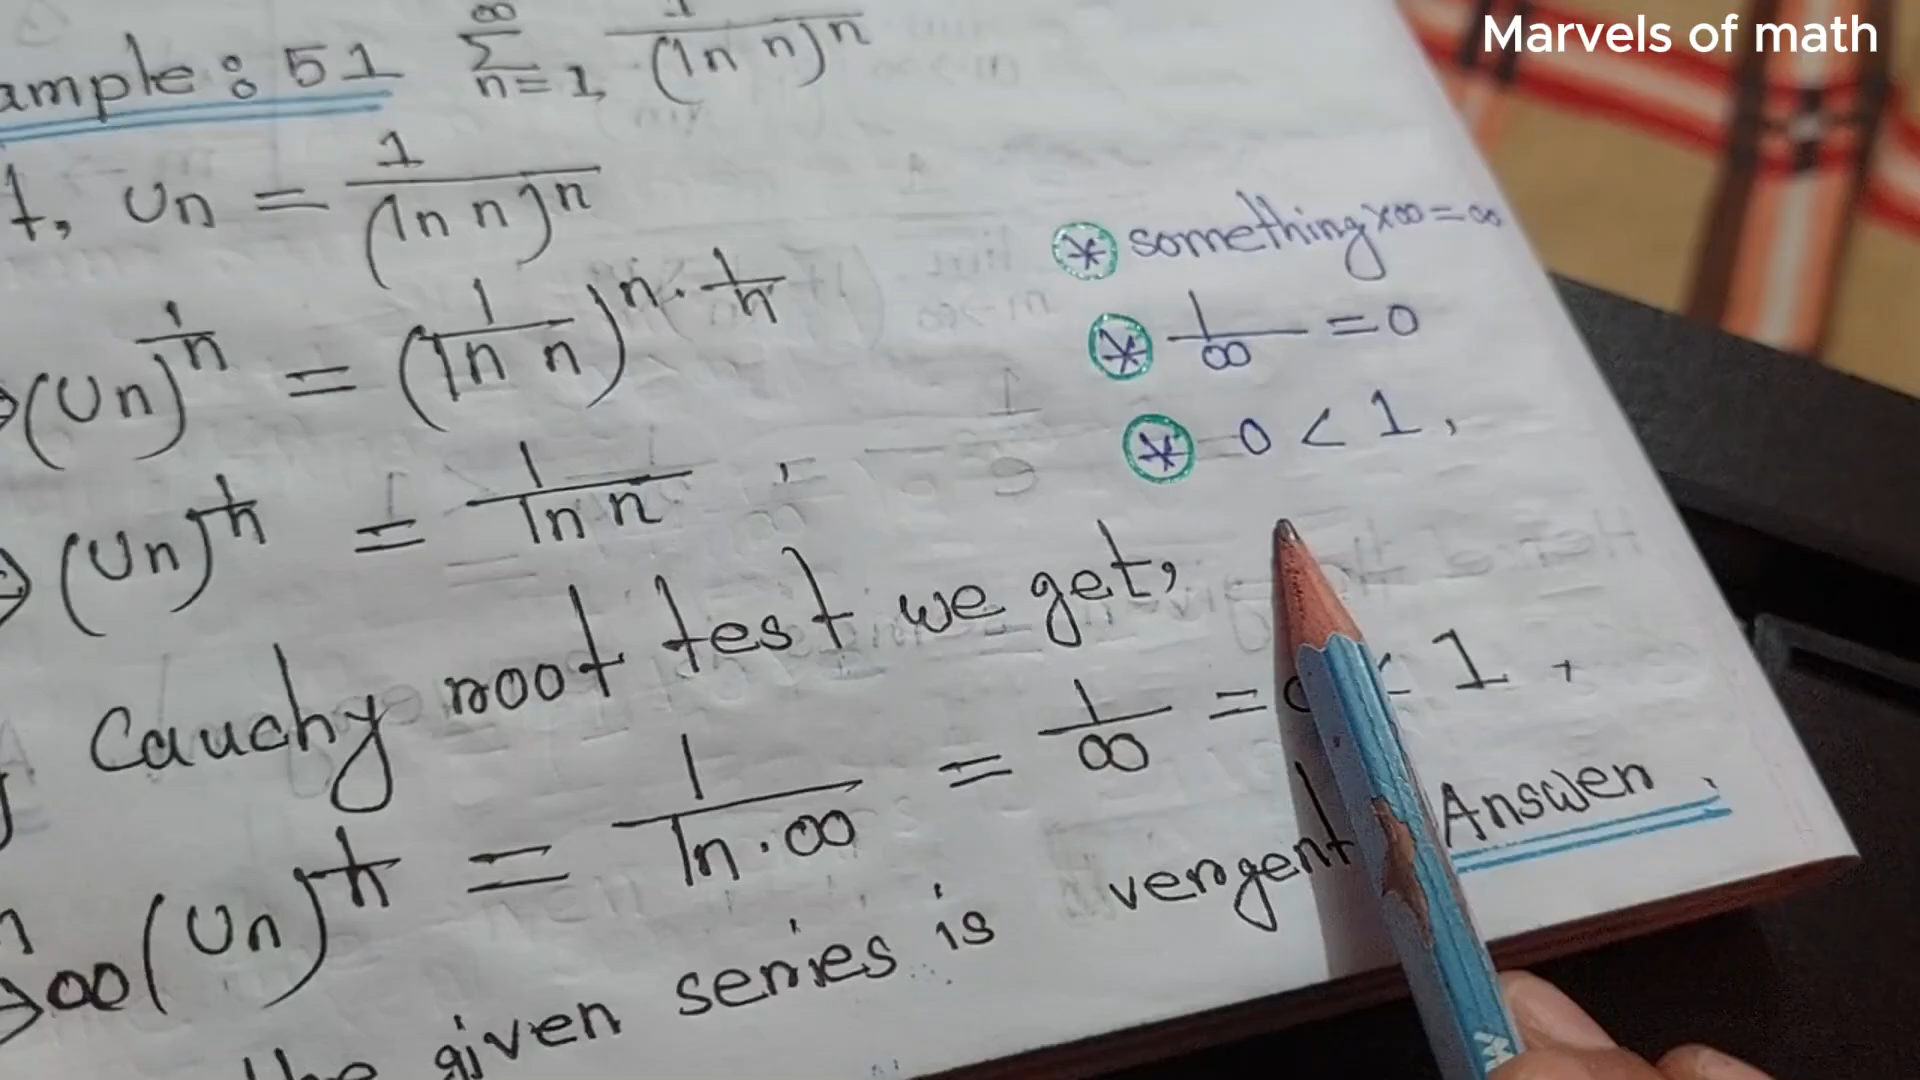 Marvels of math
ample : 51 ∑ n=1 ∞ 1/(ln n)^n
t, Un = 1/(ln n)^n
(Un)^1/n = (1/ln n)^n·1/n
(Un)^1/n = 1/ln n
Cauchy root test we get,
∞ (Un)^1/n = 1/ln·∞ = 1/∞ = 0 < 1
the given series is vergent Answer
* something×∞=∞
* 1/∞ = 0
* 0 < 1,